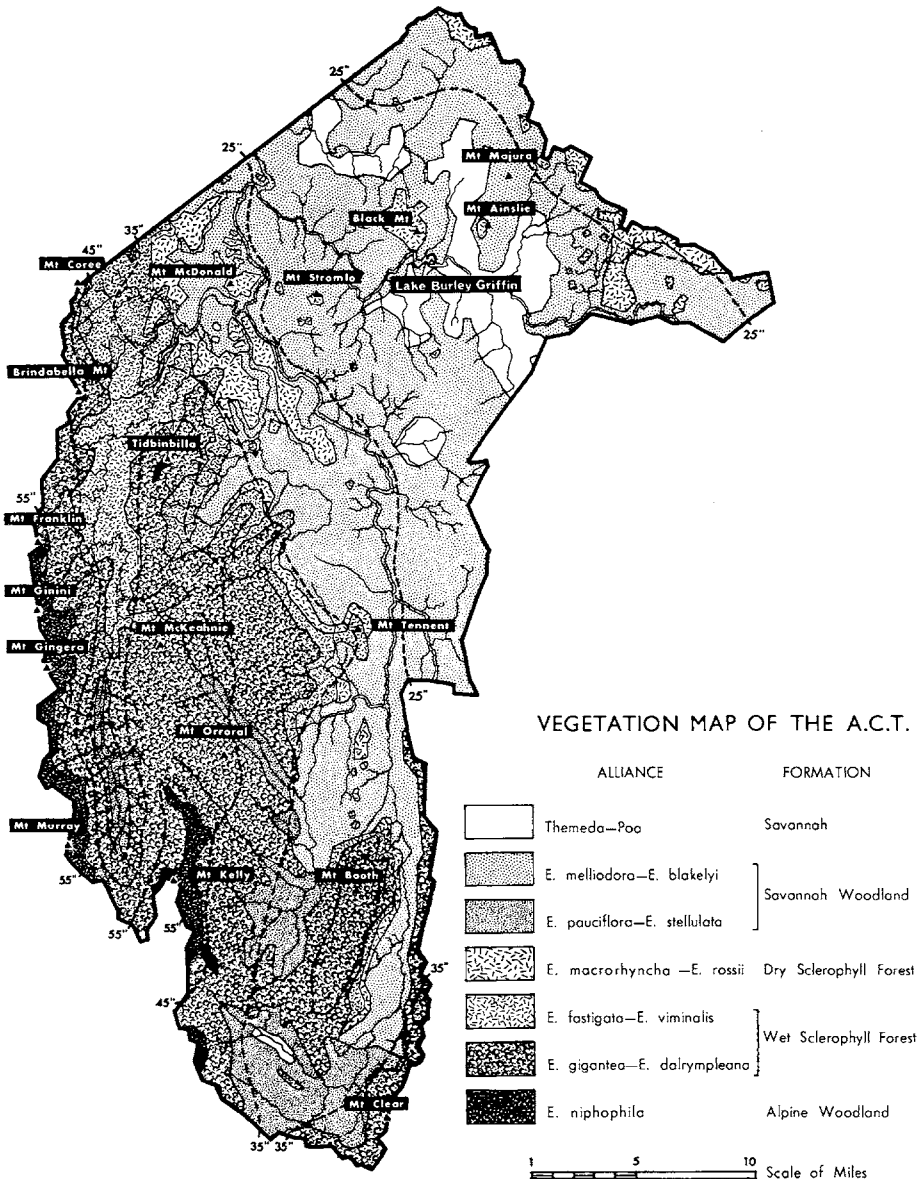 25"
25"
Mt Majura
35"
Black Mt
Mt Ainslie
45"
Mt Coree
Mt McDonald
Mt Stromlo
Lake Burley Griffin
25"
Brindabella Mt
Tidbinbilla
55"
Mt Franklin
Mt Ginini
Mt McKeahnie
Mt Tennent
Mt Gingera
25"
VEGETATION MAP OF THE A.C.T.
Mt Orroral
ALLIANCE FORMATION
Themeda—Poa Savannah
Mt Murray
E. melliodora—E. blakelyi
55"
Mt Kelly
Mt Booth
Savannah Woodland
E. pauciflora—E. stellulata
55"
55"
E. macrorhyncha—E. rossii Dry Sclerophyll Forest
35"
45"
E. fastigata—E. viminalis
Wet Sclerophyll Forest
E. gigantea—E. dalrympleana
Mt Clear
E. niphophila Alpine Woodland
35" 35"
1 5 10
Scale of Miles